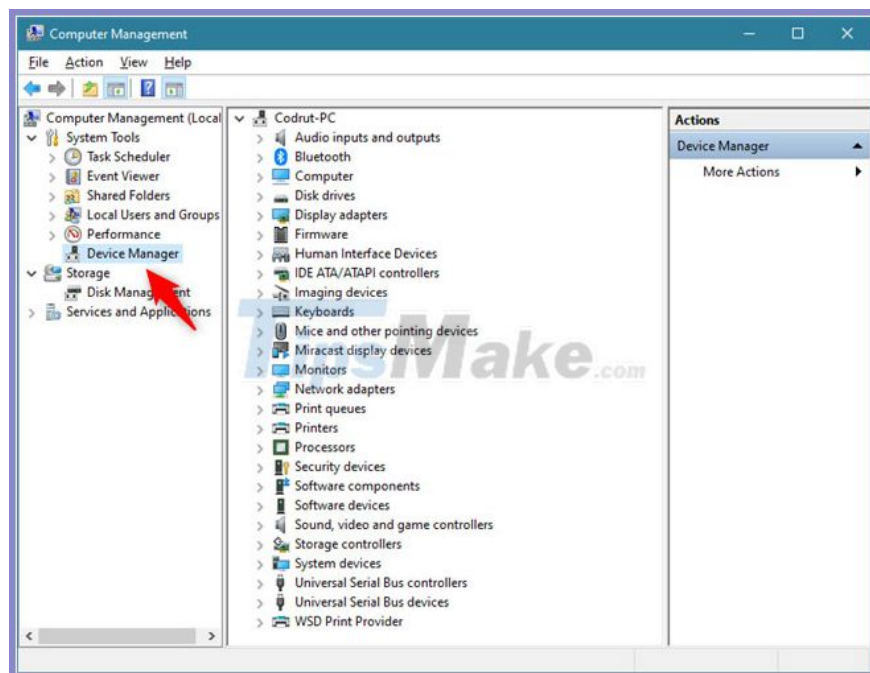 Computer Management
File Action View Help
Computer Management (Local
System Tools
Task Scheduler
Event Viewer
Shared Folders
Local Users and Groups
Performance
Device Manager
Storage
Disk Management
Services and Applications
Codrut-PC
Audio inputs and outputs
Bluetooth
Computer
Disk drives
Display adapters
Firmware
Human Interface Devices
IDE ATA/ATAPI controllers
Imaging devices
Keyboards
Mice and other pointing devices
Miracast display devices
Monitors
Network adapters
Print queues
Printers
Processors
Security devices
Software components
Software devices
Sound, video and game controllers
Storage controllers
System devices
Universal Serial Bus controllers
Universal Serial Bus devices
WSD Print Provider
Actions
Device Manager
More Actions
TipsMake.com